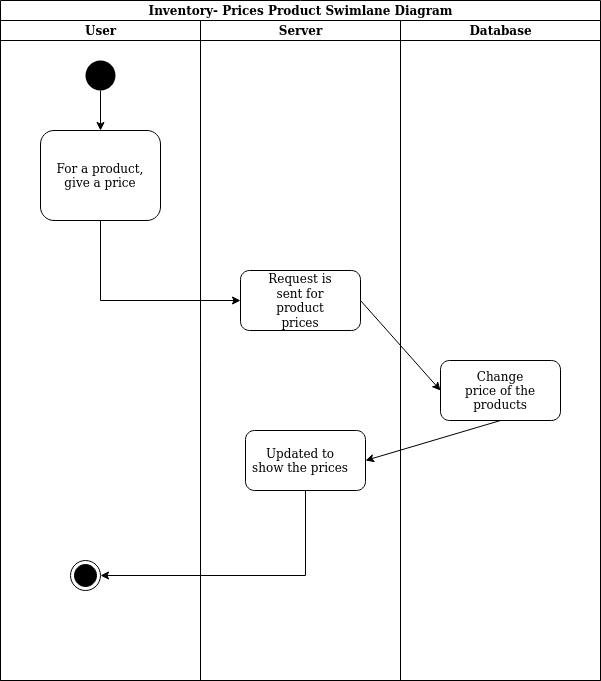 Inventory- Prices Product Swimlane Diagram
User
Server
Database
For a product,
give a price
Request is
sent for
product
prices
Change
price of the
products
Updated to
show the prices